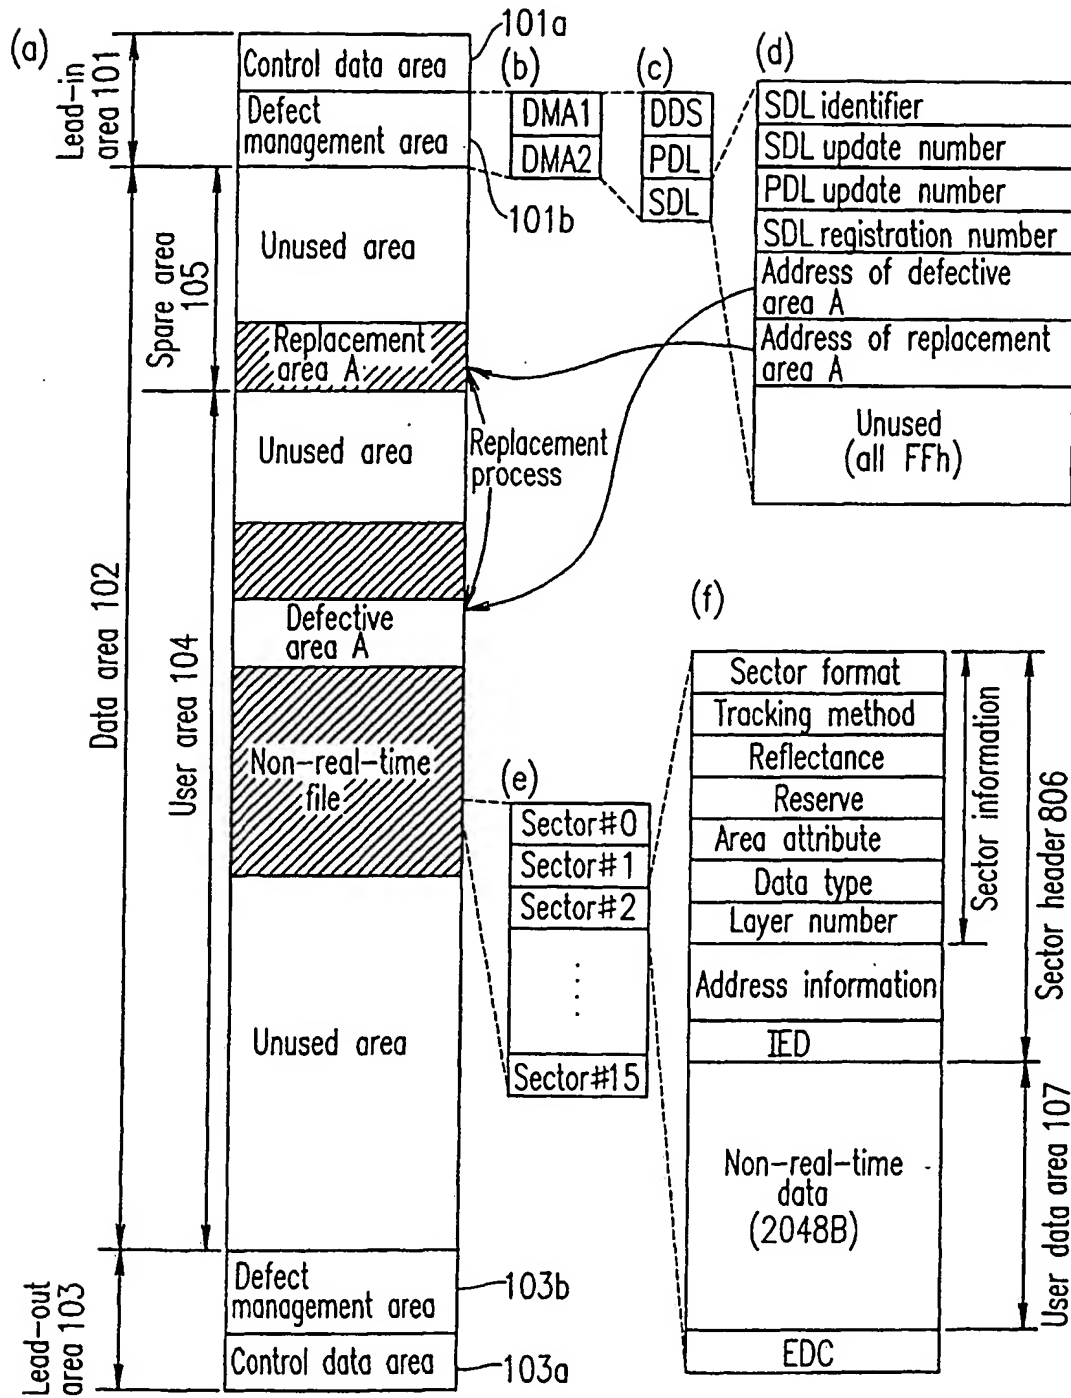 (a)
Lead-in
area 101
101a
Control data area
Defect
management area
101b
(b)
DMA1
DMA2
(c)
DDS
PDL
SDL
(d)
SDL identifier
SDL update number
PDL update number
SDL registration number
Address of defective
area A
Address of replacement
area A
Unused
(all FFh)
Data area 102
Spare area
105
Unused area
Replacement
area A
User area 104
Unused area
Replacement
process
Defective
area A
Non-real-time
file
Unused area
(e)
Sector#0
Sector#1
Sector#2
Sector#15
(f)
Sector format
Tracking method
Reflectance
Reserve
Area attribute
Data type
Layer number
Address information
IED
Non-real-time
data
(2048B)
EDC
Sector information
Sector header 806
User data area 107
Lead-out
area 103
Defect
management area
103b
Control data area
103a